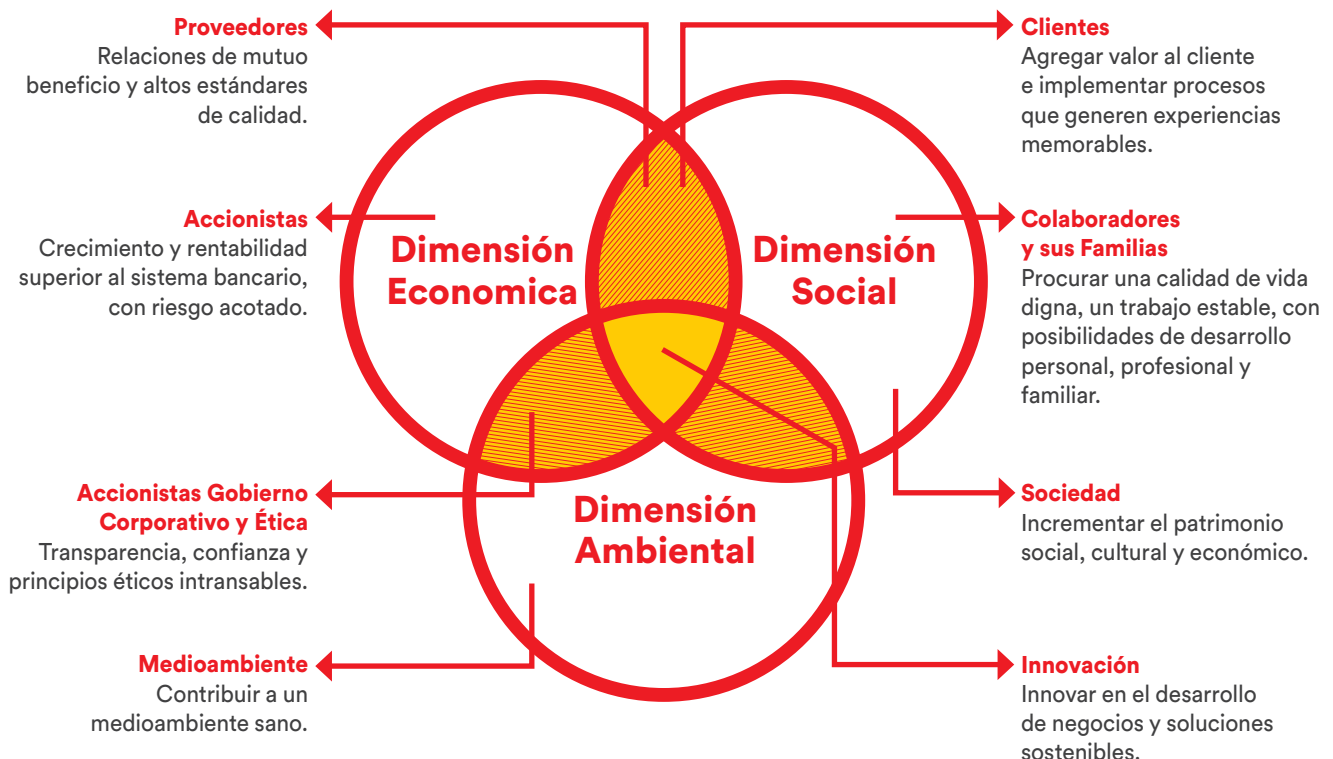 Proveedores
Relaciones de mutuo
beneficio y altos estándares
de calidad.
Clientes
Agregar valor al cliente
e implementar procesos
que generen experiencias
memorables.
Accionistas
Crecimiento y rentabilidad
superior al sistema bancario,
con riesgo acotado.
Dimensión
Economica
Dimensión
Social
Colaboradores
y sus Familias
Procurar una calidad de vida
digna, un trabajo estable, con
posibilidades de desarrollo
personal, profesional y
familiar.
Accionistas Gobierno
Corporativo y Ética
Transparencia, confianza y
principios éticos intransables.
Dimensión
Ambiental
Sociedad
Incrementar el patrimonio
social, cultural y económico.
Medioambiente
Contribuir a un
medioambiente sano.
Innovación
Innovar en el desarrollo
de negocios y soluciones
sostenibles.